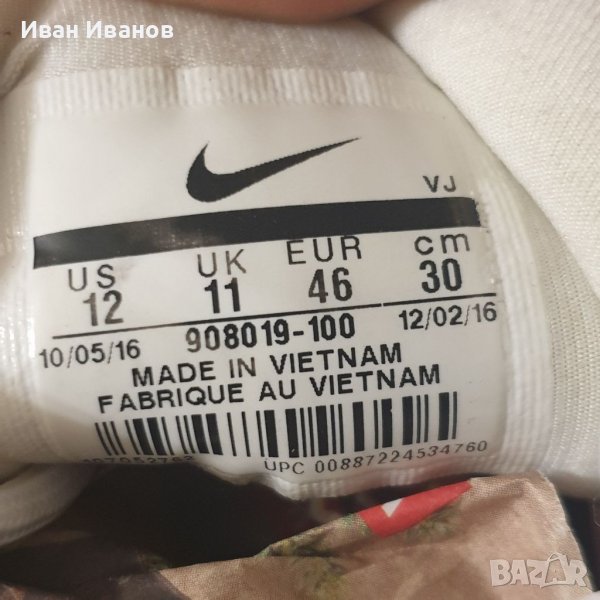 Иван Иванов
VJ
US UK EUR cm
12 11 46 30
10/05/16 908019-100 12/02/16
MADE IN VIETNAM
FABRIQUE AU VIETNAM
UPC 00887224534760
BAZAR